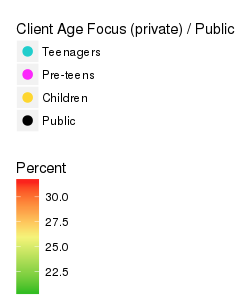 Client Age Focus (private) / Public
Teenagers
Pre-teens
Children
Public
Percent
30.0
27.5
25.0
22.5